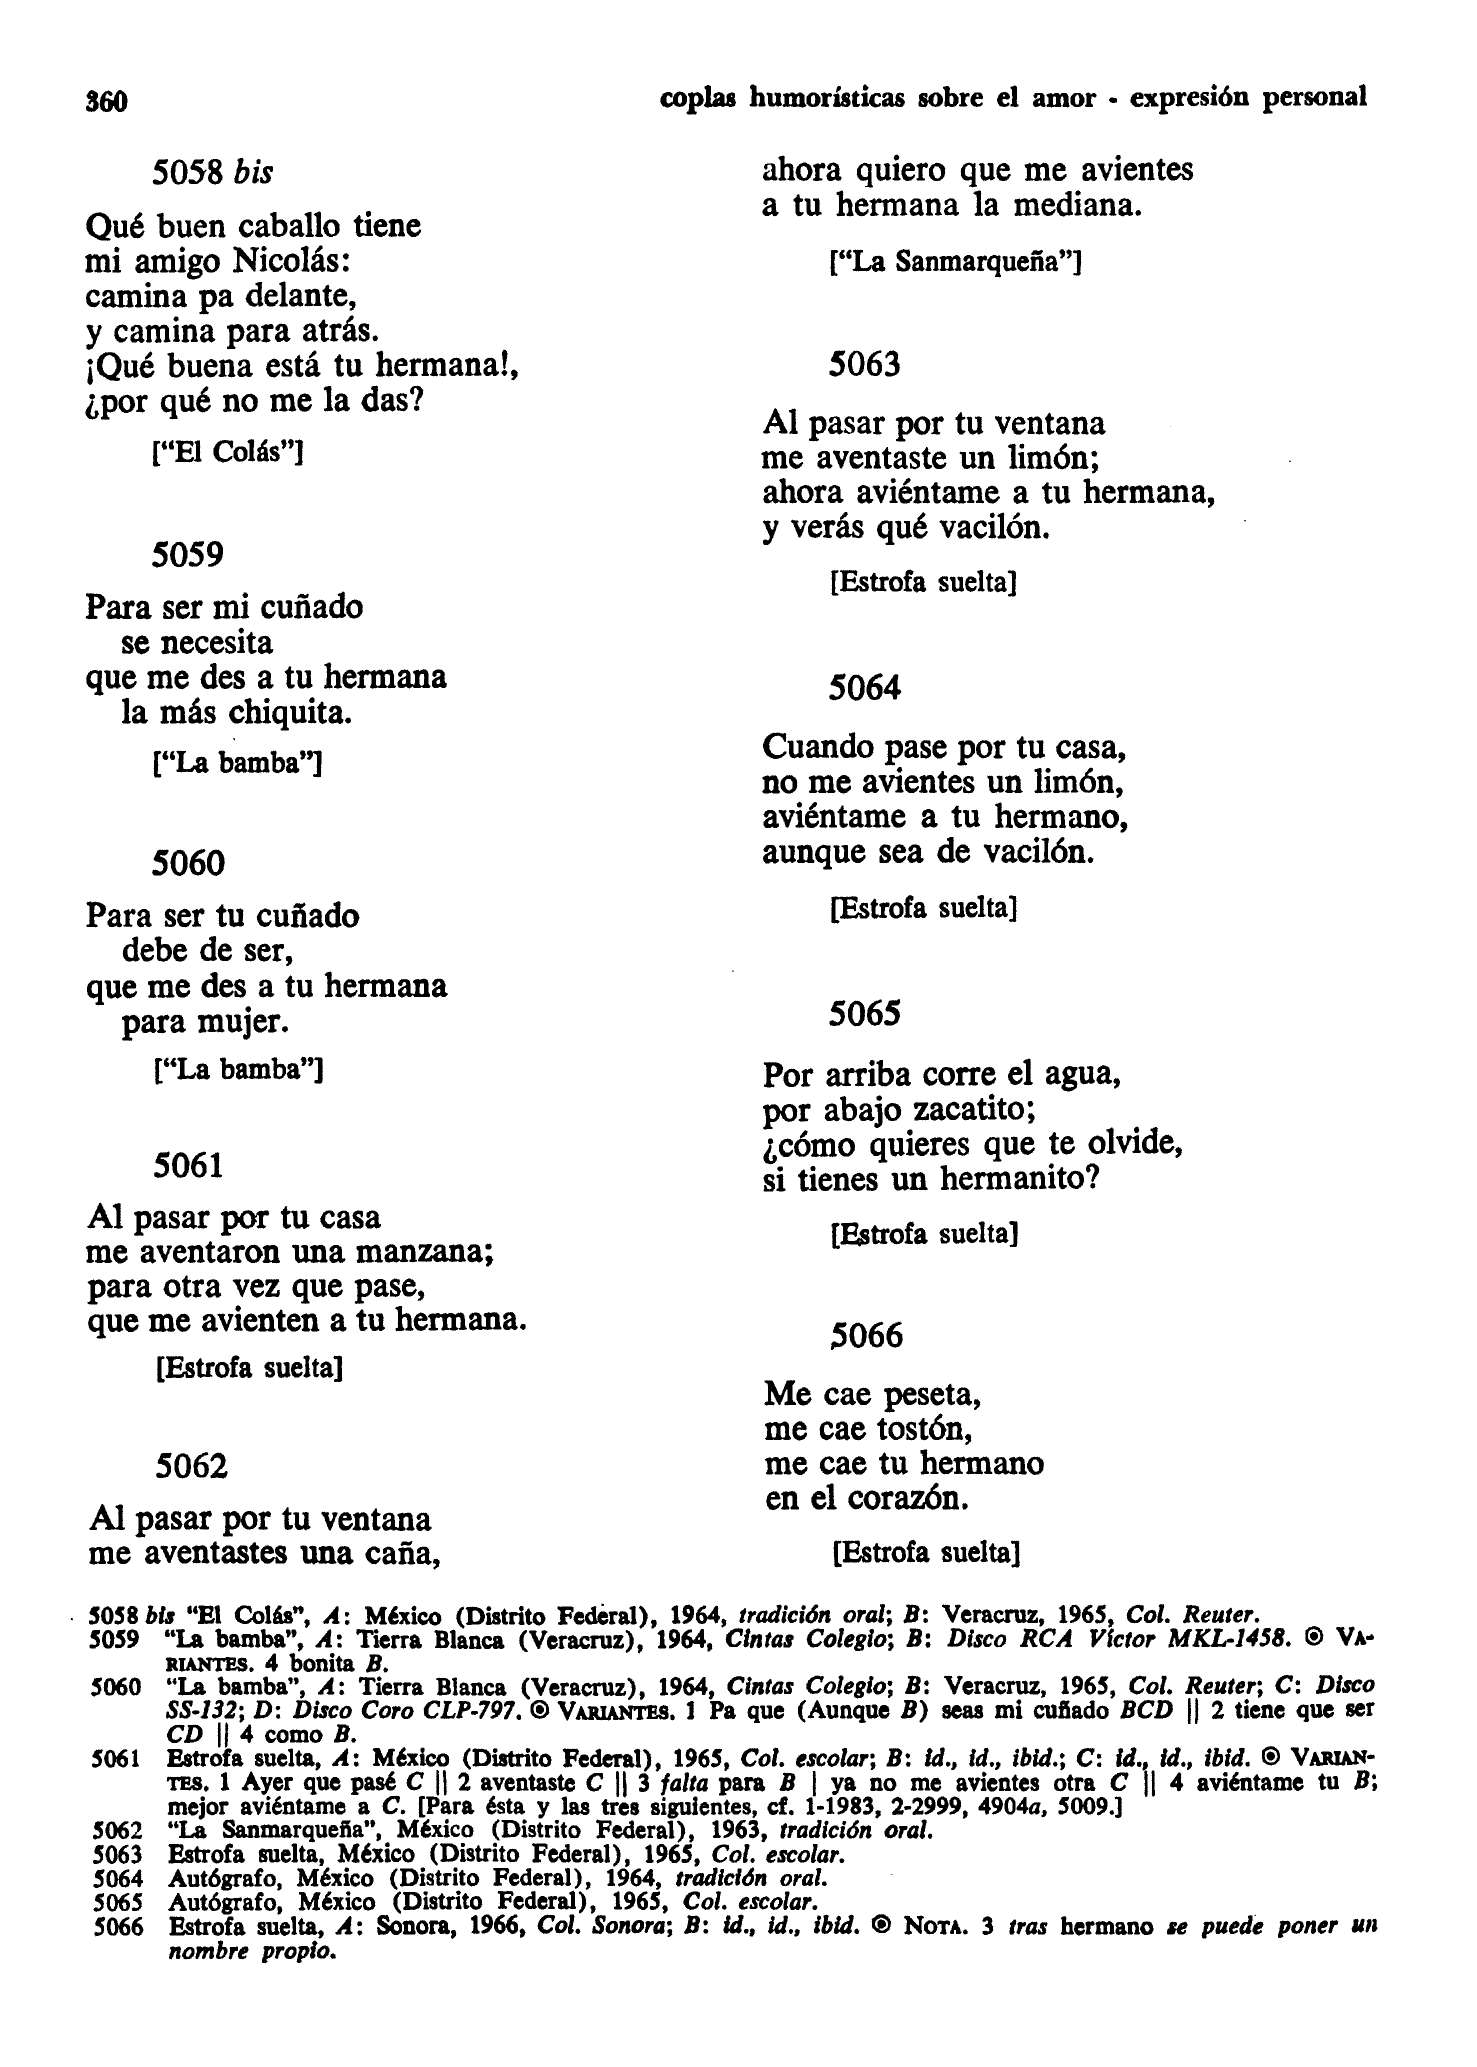 360
coplas humorísticas sobre el amor - expresión personal
5058 bis
Qué buen caballo tiene
mi amigo Nicolás:
camina pa delante,
y camina para atrás.
¡Qué buena está tu hermana!,
¿por qué no me la das?
[“El Colás”]
5059
Para ser mi cuñado
se necesita
que me des a tu hermana
la más chiquita.
[“La bamba”]
5060
Para ser tu cuñado
debe de ser,
que me des a tu hermana
para mujer.
[“La bamba”]
5061
Al pasar por tu casa
me aventaron una manzana;
para otra vez que pase,
que me avienten a tu hermana.
[Estrofa suelta]
5062
Al pasar por tu ventana
me aventastes una caña,
ahora quiero que me avientes
a tu hermana la mediana.
[“La Sanmarqueña”]
5063
Al pasar por tu ventana
me aventaste un limón;
ahora aviéntame a tu hermana,
y verás qué vacilón.
[Estrofa suelta]
5064
Cuando pase por tu casa,
no me avientes un limón,
aviéntame a tu hermano,
aunque sea de vacilón.
[Estrofa suelta]
5065
Por arriba corre el agua,
por abajo zacatito;
¿cómo quieres que te olvide,
si tienes un hermanito?
[Estrofa suelta]
5066
Me cae peseta,
me cae tostón,
me cae tu hermano
en el corazón.
[Estrofa suelta]
5058 bis “El Colás”, A: México (Distrito Federal), 1964, tradición oral; B: Veracruz, 1965, Col. Reuter.
5059 “La bamba”, A: Tierra Blanca (Veracruz), 1964, Cintas Colegio; B: Disco RCA Victor MKL-1458. ® VA-
RIANTES. 4 bonita B.
5060 “La bamba”, A: Tierra Blanca (Veracruz), 1964, Cintas Colegio; B: Veracruz, 1965, Col. Reuter; C: Disco
SS-132; D: Disco Coro CLP-797. ® VARIANTES. 1 Pa que (Aunque B) seas mi cuñado BCD || 2 tiene que ser
CD || 4 como B.
5061 Estrofa suelta, A: México (Distrito Federal), 1965, Col. escolar; B: id., id., ibid.; C: id., id., ibid. ® VARIAN-
TES. 1 Ayer que pasé C || 2 aventaste C || 3 falta para B | ya no me avientes otra C || 4 aviéntame tu B;
mejor aviéntame a C. [Para ésta y las tres siguientes, cf. 1-1983, 2-2999, 4904a, 5009.]
5062 “La Sanmarqueña”, México (Distrito Federal), 1963, tradición oral.
5063 Estrofa suelta, México (Distrito Federal), 1965, Col. escolar.
5064 Autógrafo, México (Distrito Federal), 1964, tradición oral.
5065 Autógrafo, México (Distrito Federal), 1965, Col. escolar.
5066 Estrofa suelta, A: Sonora, 1966, Col. Sonora; B: id., id., ibid. ® NOTA. 3 tras hermano se puede poner un
nombre propio.